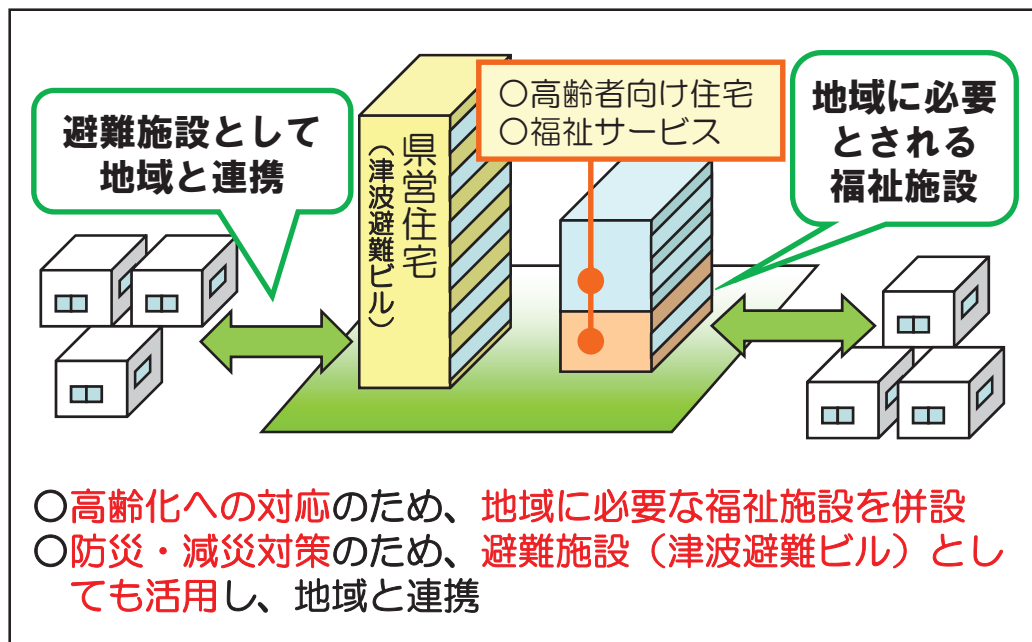 避難施設として
地域と連携
県営住宅
（津波避難ビル）
○高齢者向け住宅
○福祉サービス
地域に必要
とされる
福祉施設
○高齢化への対応のため、地域に必要な福祉施設を併設
○防災・減災対策のため、避難施設（津波避難ビル）とし
ても活用し、地域と連携